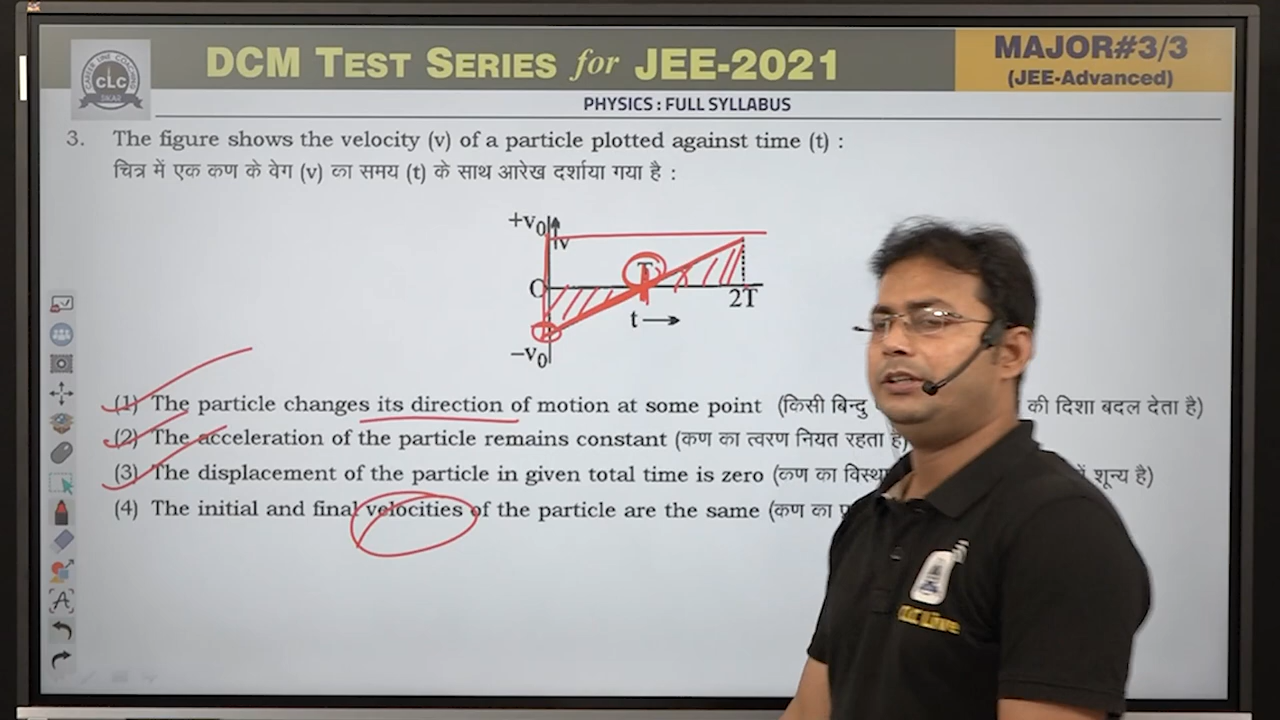 DCM TEST SERIES for JEE-2021
MAJOR#3/3
(JEE-Advanced)
CAREER LINE COACHING
CLC
SIKAR
PHYSICS : FULL SYLLABUS
3. The figure shows the velocity (v) of a particle plotted against time (t) :
चित्र में एक कण के वेग (v) का समय (t) के साथ आरेख दर्शाया गया है :
+v0
v
O
T
2T
t
−v0
(1) The particle changes its direction of motion at some point (किसी बिन्दु की दिशा बदल देता है)
(2) The acceleration of the particle remains constant (कण का त्वरण नियत रहता है)
(3) The displacement of the particle in given total time is zero (कण का शून्य है)
(4) The initial and final velocities of the particle are the same (कण का